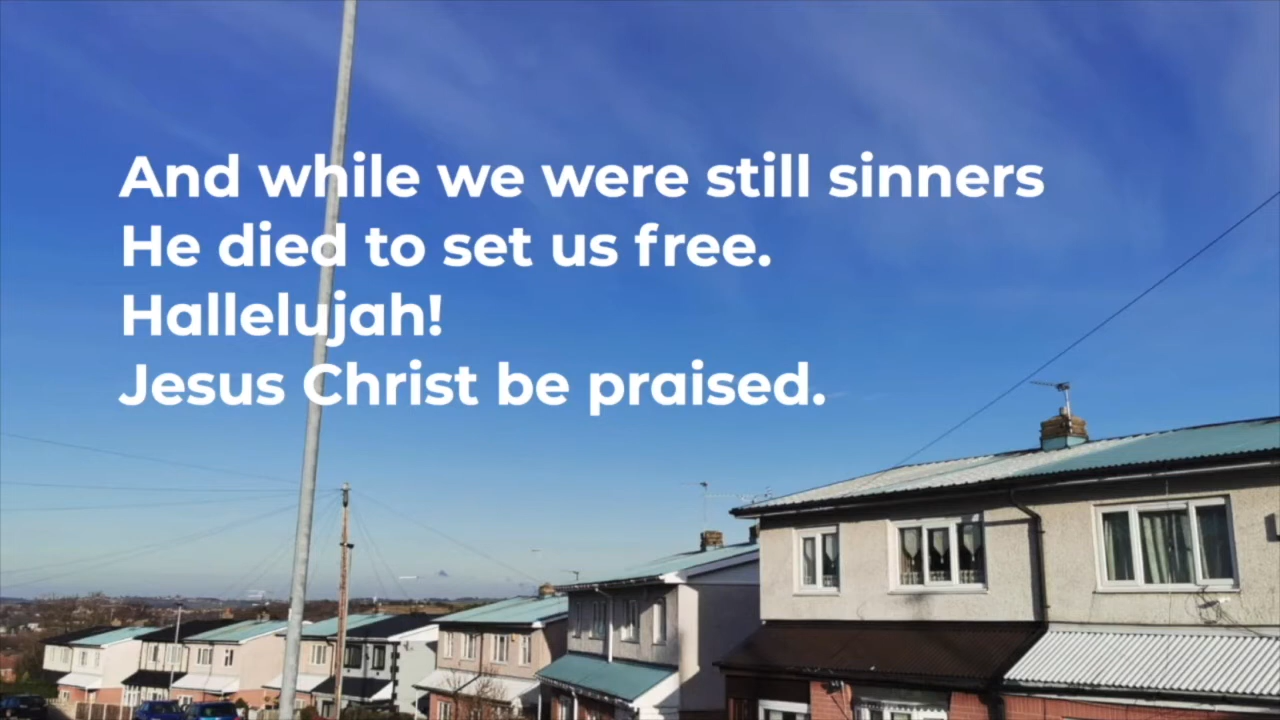 And while we were still sinners
He died to set us free.
Hallelujah!
Jesus Christ be praised.